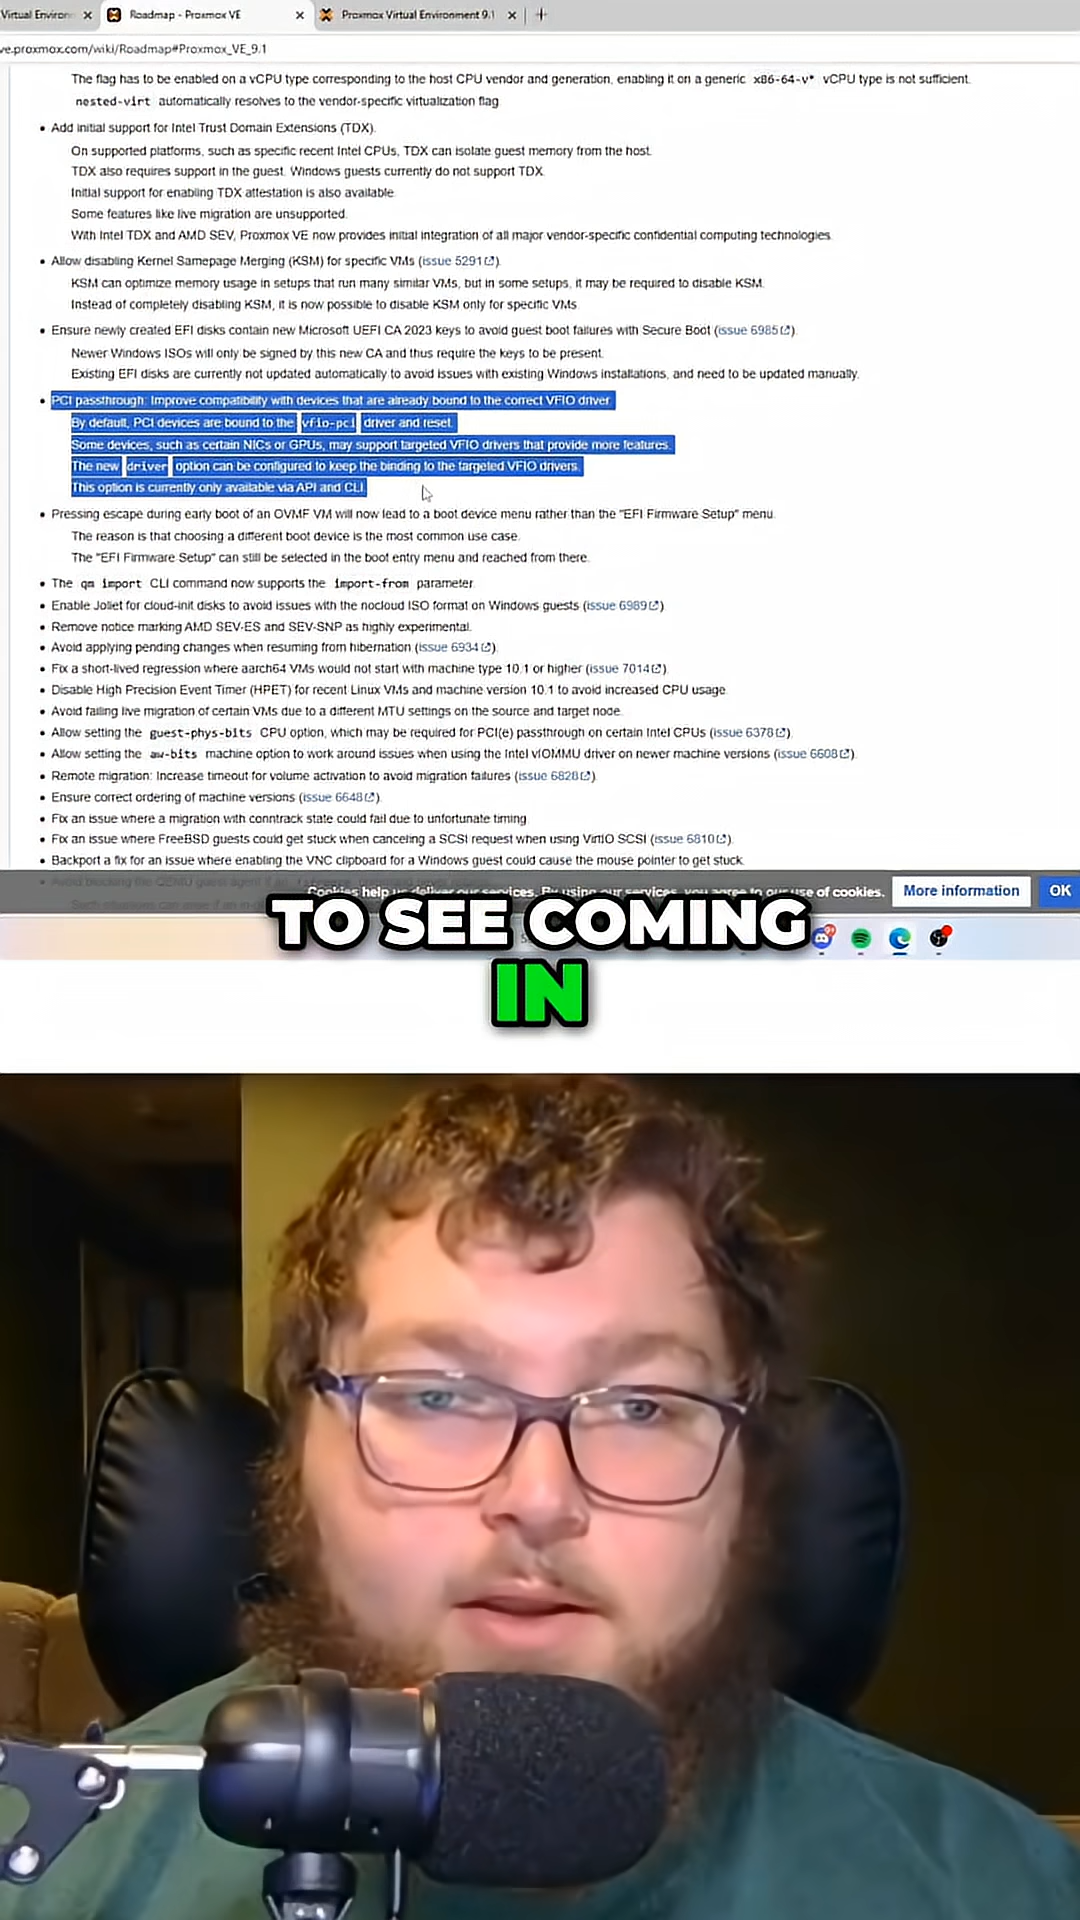 Virtual Environ
Roadmap - Proxmox VE
Proxmox Virtual Environment 9.1
ve.proxmox.com/wiki/Roadmap#Proxmox_VE_9.1
The flag has to be enabled on a vCPU type corresponding to the host CPU vendor and generation, enabling it on a generic x86-64-v* vCPU type is not sufficient.
nested-virt automatically resolves to the vendor-specific virtualization flag
• Add initial support for Intel Trust Domain Extensions (TDX).
On supported platforms, such as specific recent Intel CPUs, TDX can isolate guest memory from the host.
TDX also requires support in the guest. Windows guests currently do not support TDX.
Initial support for enabling TDX attestation is also available.
Some features like live migration are unsupported.
With Intel TDX and AMD SEV, Proxmox VE now provides initial integration of all major vendor-specific confidential computing technologies.
• Allow disabling Kernel Samepage Merging (KSM) for specific VMs (issue 5291).
KSM can optimize memory usage in setups that run many similar VMs, but in some setups, it may be required to disable KSM.
Instead of completely disabling KSM, it is now possible to disable KSM only for specific VMs.
• Ensure newly created EFI disks contain new Microsoft UEFI CA 2023 keys to avoid guest boot failures with Secure Boot (issue 6985).
Newer Windows ISOs will only be signed by this new CA and thus require the keys to be present.
Existing EFI disks are currently not updated automatically to avoid issues with existing Windows installations, and need to be updated manually.
• PCI passthrough: Improve compatibility with devices that are already bound to the correct VFIO driver.
By default, PCI devices are bound to the vfio-pci driver and reset.
Some devices, such as certain NICs or GPUs, may support targeted VFIO drivers that provide more features.
The new driver option can be configured to keep the binding to the targeted VFIO drivers.
This option is currently only available via API and CLI.
• Pressing escape during early boot of an OVMF VM will now lead to a boot device menu rather than the "EFI Firmware Setup" menu.
The reason is that choosing a different boot device is the most common use case.
The "EFI Firmware Setup" can still be selected in the boot entry menu and reached from there.
• The qm import CLI command now supports the import-from parameter.
• Enable Joliet for cloud-init disks to avoid issues with the nocloud ISO format on Windows guests (issue 6989).
• Remove notice marking AMD SEV-ES and SEV-SNP as highly experimental.
• Avoid applying pending changes when resuming from hibernation (issue 6934).
• Fix a short-lived regression where aarch64 VMs would not start with machine type 10.1 or higher (issue 7014).
• Disable High Precision Event Timer (HPET) for recent Linux VMs and machine version 10.1 to avoid increased CPU usage.
• Avoid failing live migration of certain VMs due to a different MTU settings on the source and target node.
• Allow setting the guest-phys-bits CPU option, which may be required for PCI(e) passthrough on certain Intel CPUs (issue 6378).
• Allow setting the aw-bits machine option to work around issues when using the Intel vIOMMU driver on newer machine versions (issue 6608).
• Remote migration: Increase timeout for volume activation to avoid migration failures (issue 6828).
• Ensure correct ordering of machine versions (issue 6648).
• Fix an issue where a migration with conntrack state could fail due to unfortunate timing.
• Fix an issue where FreeBSD guests could get stuck when canceling a SCSI request when using VirtIO SCSI (issue 6810).
• Backport a fix for an issue where enabling the VNC clipboard for a Windows guest could cause the mouse pointer to get stuck.
Cookies help us deliver our services. By using our services, you agree to our use of cookies. More information OK
TO SEE COMING
IN